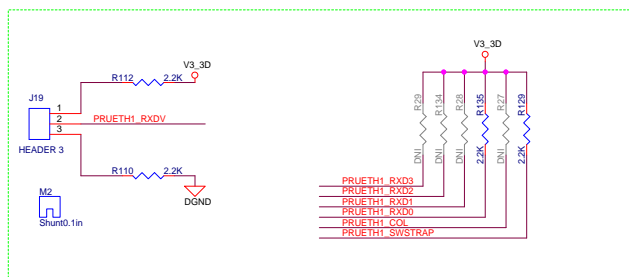 V3_3D
R112 2.2K
J19
1
2 PRUETH1_RXDV
3
HEADER 3
R110 2.2K
DGND
M2
Shunt0.1in
V3_3D
R29 R134 R28 R135 R27 R129
DNI DNI DNI 2.2K DNI 2.2K
PRUETH1_RXD3
PRUETH1_RXD2
PRUETH1_RXD1
PRUETH1_RXD0
PRUETH1_COL
PRUETH1_SWSTRAP